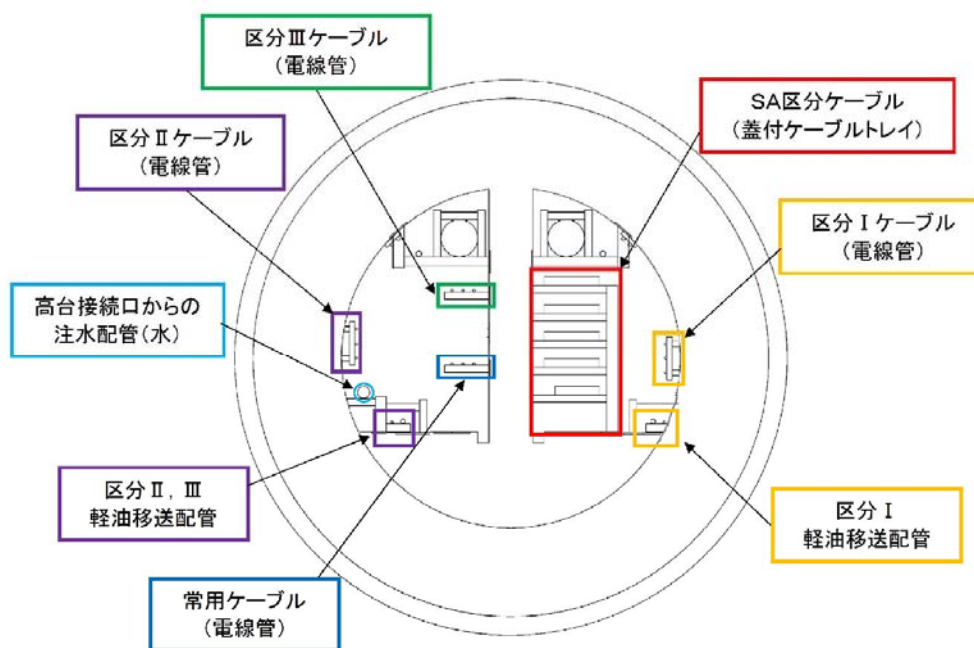 区分Ⅲケーブル
(電線管)
SA区分ケーブル
(蓋付ケーブルトレイ)
区分Ⅱケーブル
(電線管)
区分Ⅰケーブル
(電線管)
高台接続口からの
注水配管(水)
区分Ⅱ,Ⅲ
軽油移送配管
区分Ⅰ
軽油移送配管
常用ケーブル
(電線管)